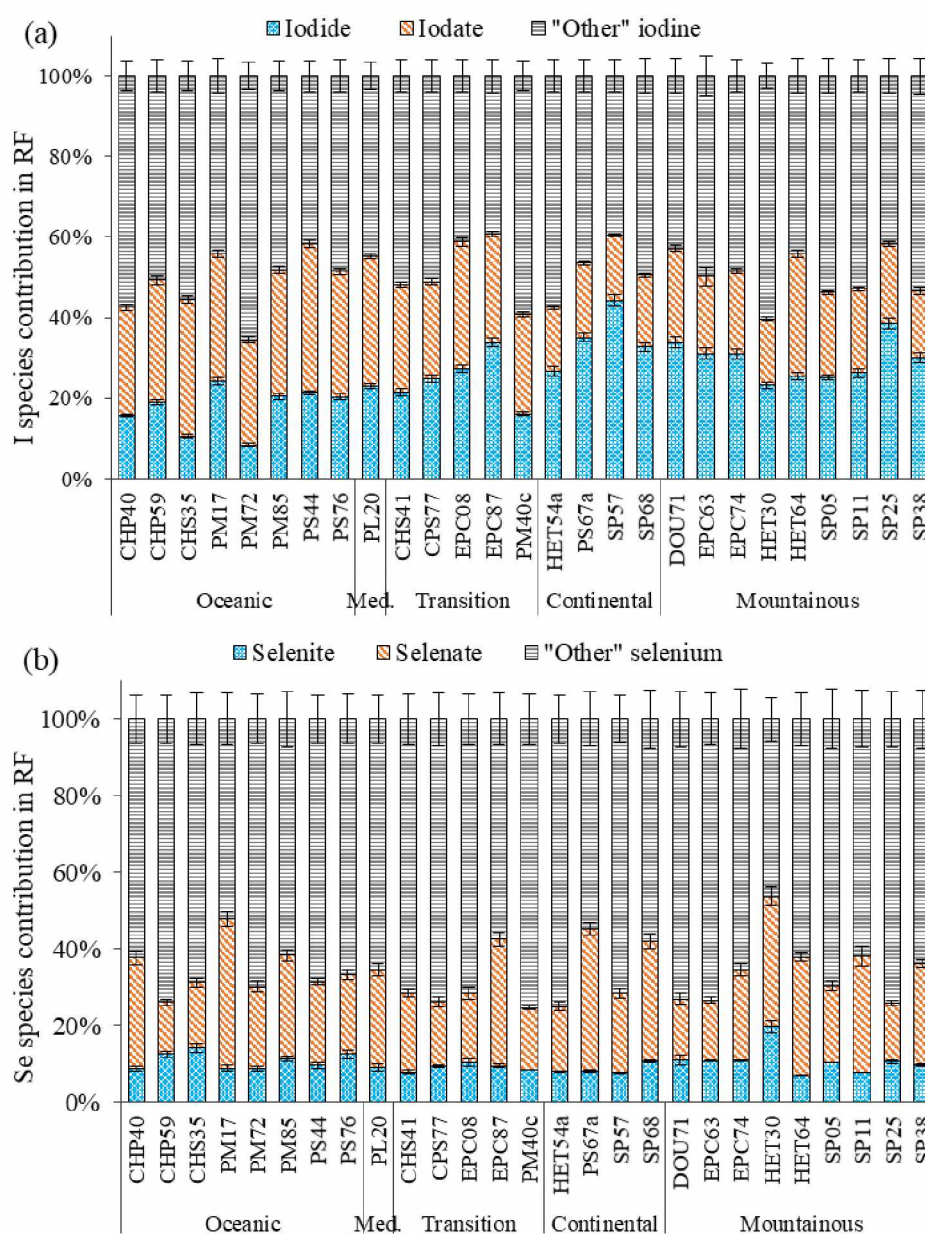 (a)
Iodide Iodate "Other" iodine
I species contribution in RF
100%
80%
60%
40%
20%
0%
CHP40 CHP59 CHS35 PM17 PM72 PM85 PS44 PS76 PL20 CHS41 CPS77 EPC08 EPC87 PM40c HET54a PS67a SP57 SP68 DOU71 EPC63 EPC74 HET30 HET64 SP05 SP11 SP25 SP38
Oceanic Med. Transition Continental Mountainous
(b)
Selenite Selenate "Other" selenium
Se species contribution in RF
100%
80%
60%
40%
20%
0%
CHP40 CHP59 CHS35 PM17 PM72 PM85 PS44 PS76 PL20 CHS41 CPS77 EPC08 EPC87 PM40c HET54a PS67a SP57 SP68 DOU71 EPC63 EPC74 HET30 HET64 SP05 SP11 SP25 SP38
Oceanic Med. Transition Continental Mountainous